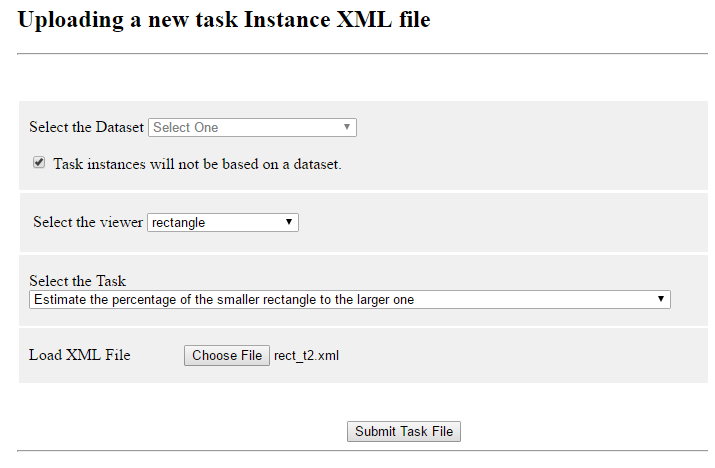 Uploading a new task Instance XML file
Select the Dataset Select One
Task instances will not be based on a dataset.
Select the viewer rectangle
Select the Task
Estimate the percentage of the smaller rectangle to the larger one
Load XML File Choose File rect_t2.xml
Submit Task File